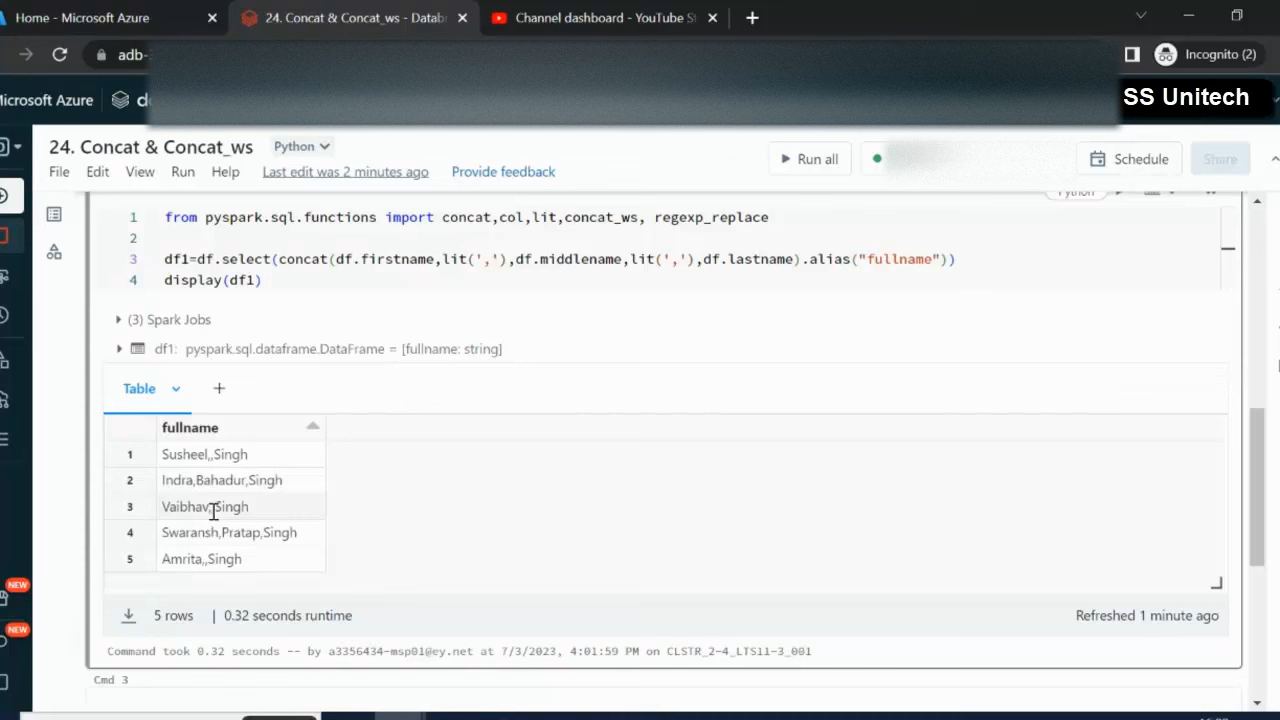 Home - Microsoft Azure
24. Concat & Concat_ws - Datab
Channel dashboard - YouTube S
adb-
Incognito (2)
Microsoft Azure
SS Unitech
24. Concat & Concat_ws
Python
Run all
Schedule
Share
File Edit View Run Help Last edit was 2 minutes ago Provide feedback
Python
1 from pyspark.sql.functions import concat,col,lit,concat_ws, regexp_replace
2
3 df1=df.select(concat(df.firstname,lit(','),df.middlename,lit(','),df.lastname).alias("fullname"))
4 display(df1)
(3) Spark Jobs
df1: pyspark.sql.dataframe.DataFrame = [fullname: string]
Table +
fullname
1 Susheel,,Singh
2 Indra,Bahadur,Singh
3 Vaibhav,,Singh
4 Swaransh,Pratap,Singh
5 Amrita,,Singh
NEW
5 rows | 0.32 seconds runtime
Refreshed 1 minute ago
NEW
Command took 0.32 seconds -- by a3356434-msp01@ey.net at 7/3/2023, 4:01:59 PM on CLSTR_2-4_LTS11-3_001
Cmd 3